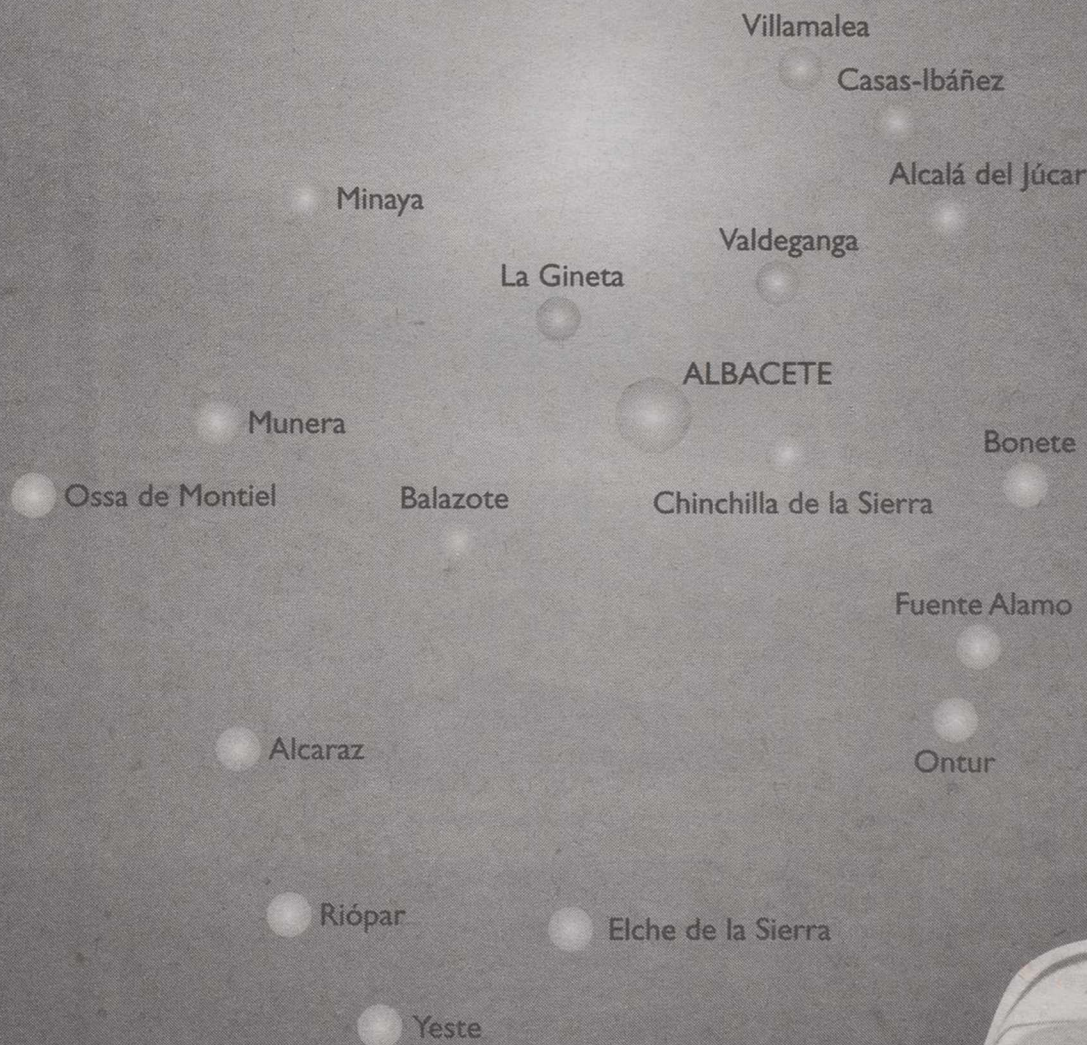 Villamalea
Casas-Ibáñez
Alcalá del Júcar
Minaya
Valdeganga
La Gineta
ALBACETE
Munera
Bonete
Ossa de Montiel
Balazote
Chinchilla de la Sierra
Fuente Alamo
Alcaraz
Ontur
Riópar
Elche de la Sierra
Yeste